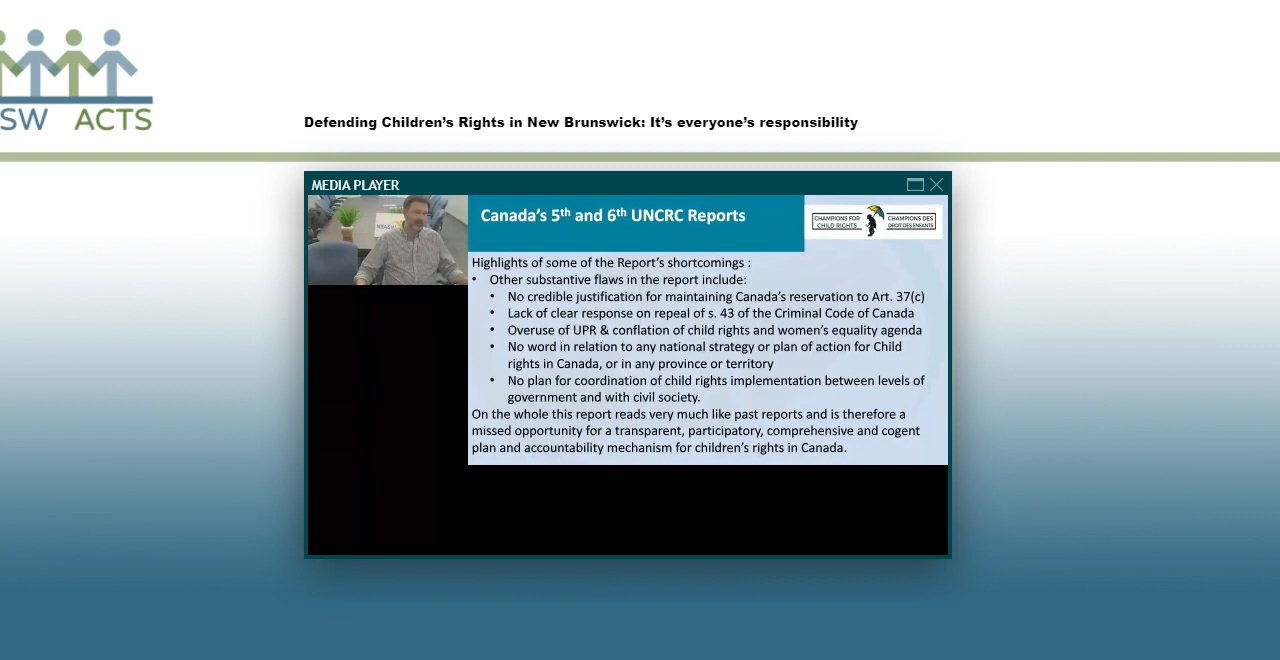 SW ACTS
Defending Children’s Rights in New Brunswick: It’s everyone’s responsibility
MEDIA PLAYER
NBASW
Canada’s 5th and 6th UNCRC Reports
CHAMPIONS FOR
CHILD RIGHTS
CHAMPIONS DES
DROIT DES ENFANTS
Highlights of some of the Report’s shortcomings :
• Other substantive flaws in the report include:
• No credible justification for maintaining Canada’s reservation to Art. 37(c)
• Lack of clear response on repeal of s. 43 of the Criminal Code of Canada
• Overuse of UPR & conflation of child rights and women’s equality agenda
• No word in relation to any national strategy or plan of action for Child
rights in Canada, or in any province or territory
• No plan for coordination of child rights implementation between levels of
government and with civil society.
On the whole this report reads very much like past reports and is therefore a
missed opportunity for a transparent, participatory, comprehensive and cogent
plan and accountability mechanism for children’s rights in Canada.